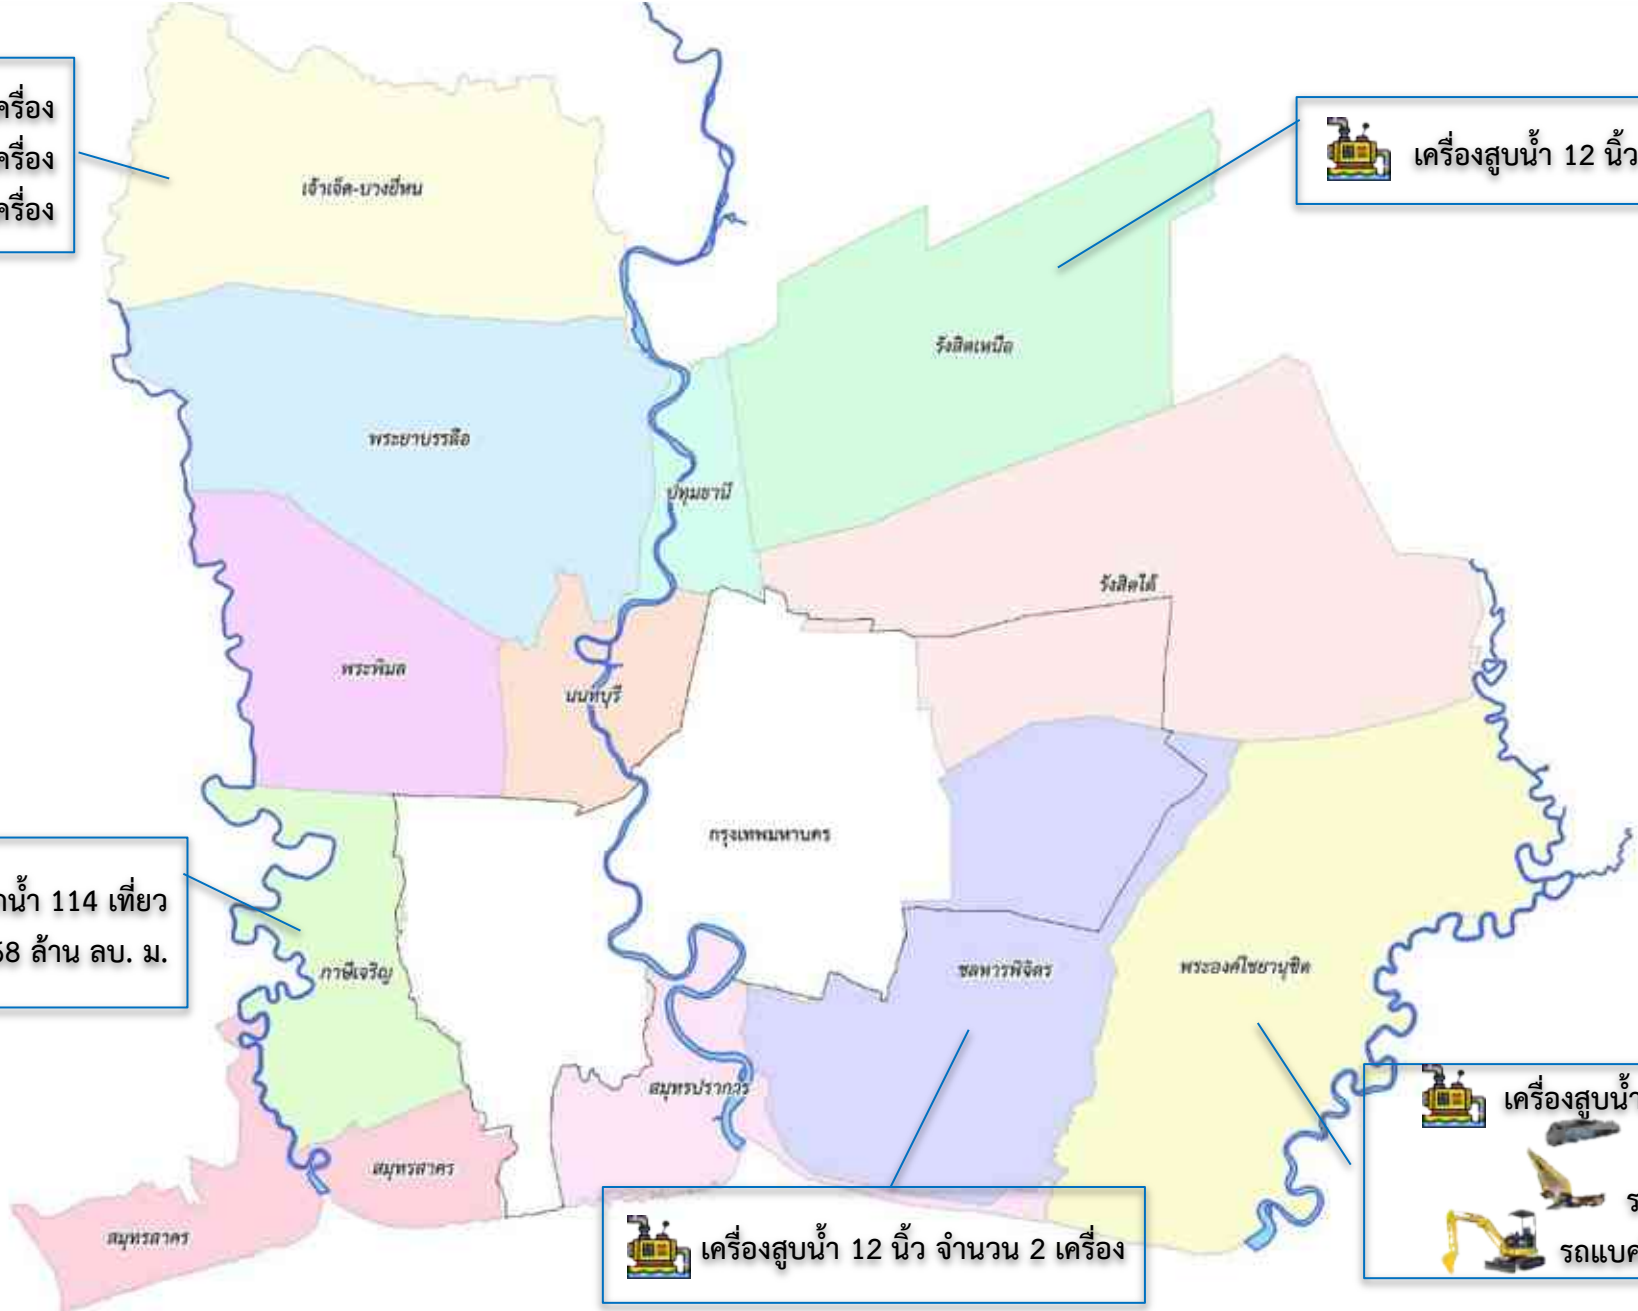 ครื่อง
ครื่อง
ครื่อง
เครื่องสูบน้ำ 12 นิ้ว
เจ้าเจ็ด-บางยี่หน
รังสิตเหนือ
พระยาบรรลือ
ปทุมธานี
รังสิตใต้
พระพิมล
นนทบุรี
กรุงเทพมหานคร
น้ำ 114 เที่ยว
68 ล้าน ลบ. ม.
ภาษีเจริญ
ชลหารพิจิตร
พระองค์ไชยานุชิต
สมุทรปราการ
เครื่องสูบน้ำ
สมุทรสาคร
สมุทรสาคร
เครื่องสูบน้ำ 12 นิ้ว จำนวน 2 เครื่อง
ร
รถแบค